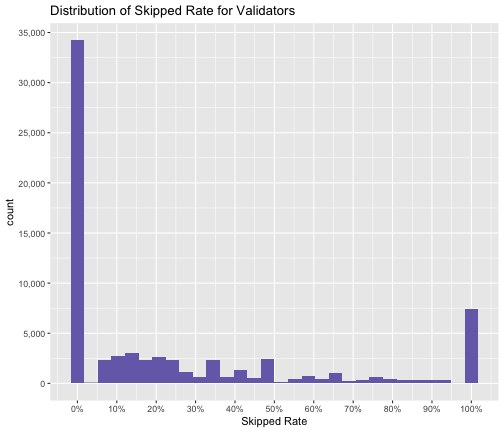 Distribution of Skipped Rate for Validators
35,000
30,000
25,000
20,000
15,000
10,000
5,000
0
count
0% 10% 20% 30% 40% 50% 60% 70% 80% 90% 100%
Skipped Rate